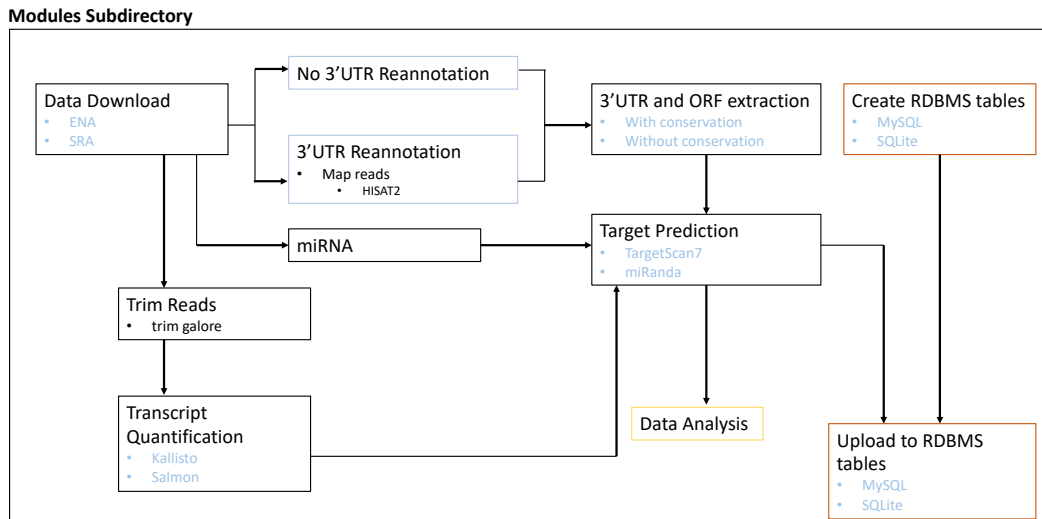 Modules Subdirectory
No 3'UTR Reannotation
Data Download
• ENA
• SRA
3'UTR and ORF extraction
• With conservation
• Without conservation
Create RDBMS tables
• MySQL
• SQLite
3'UTR Reannotation
• Map reads
• HISAT2
miRNA
Target Prediction
• TargetScan7
• miRanda
Trim Reads
• trim galore
Transcript
Quantification
• Kallisto
• Salmon
Data Analysis
Upload to RDBMS
tables
• MySQL
• SQLite